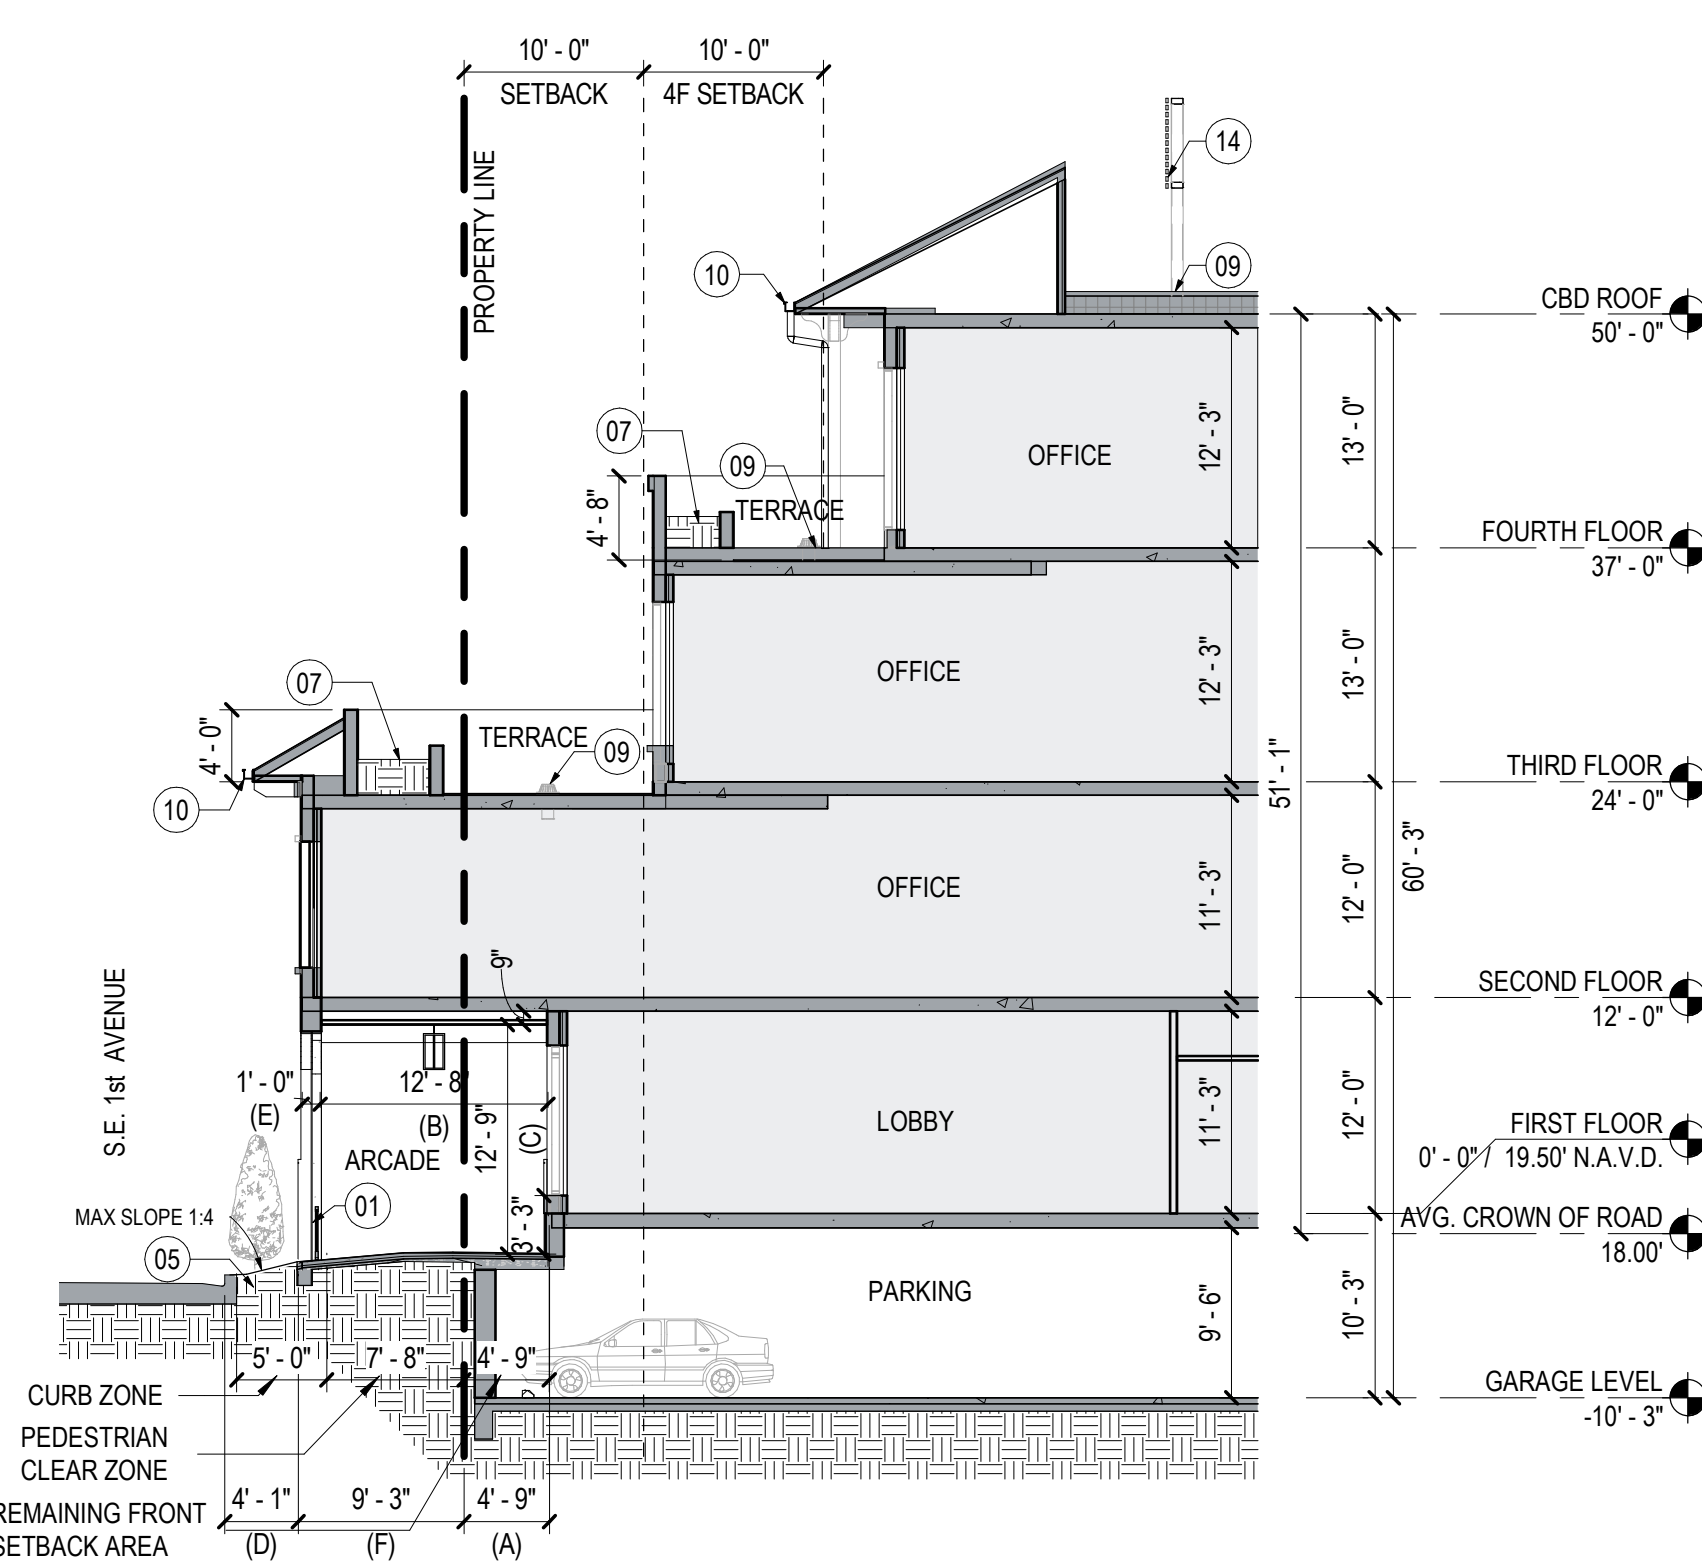 10' - 0"
10' - 0"
SETBACK
4F SETBACK
PROPERTY LINE
14
10
09
CBD ROOF
50' - 0"
07
09
TERRACE
4' - 8"
OFFICE
12' - 3"
13' - 0"
FOURTH FLOOR
37' - 0"
OFFICE
12' - 3"
13' - 0"
07
4' - 0"
TERRACE
09
10
51' - 1"
THIRD FLOOR
24' - 0"
OFFICE
11' - 3"
12' - 0"
60' - 3"
9"
SECOND FLOOR
12' - 0"
S.E. 1st AVENUE
1' - 0"
(E)
12' - 8"
(B)
12' - 9"
(C)
ARCADE
LOBBY
11' - 3"
12' - 0"
FIRST FLOOR
0' - 0" / 19.50' N.A.V.D.
MAX SLOPE 1:4
01
05
3' - 3"
AVG. CROWN OF ROAD
18.00'
PARKING
9' - 6"
10' - 3"
5' - 0"
7' - 8"
4' - 9"
CURB ZONE
GARAGE LEVEL
-10' - 3"
PEDESTRIAN
CLEAR ZONE
REMAINING FRONT
SETBACK AREA
4' - 1"
9' - 3"
4' - 9"
(D)
(F)
(A)